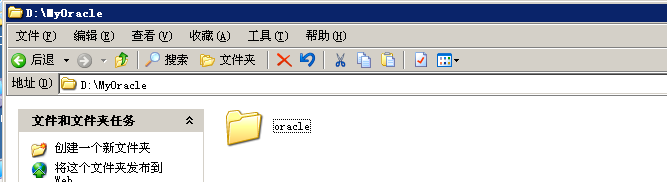 D:\MyOracle
文件(F) 编辑(E) 查看(V) 收藏(A) 工具(T) 帮助(H)
后退 搜索 文件夹
地址(D) D:\MyOracle
文件和文件夹任务
oracle
创建一个新文件夹
将这个文件夹发布到
Web